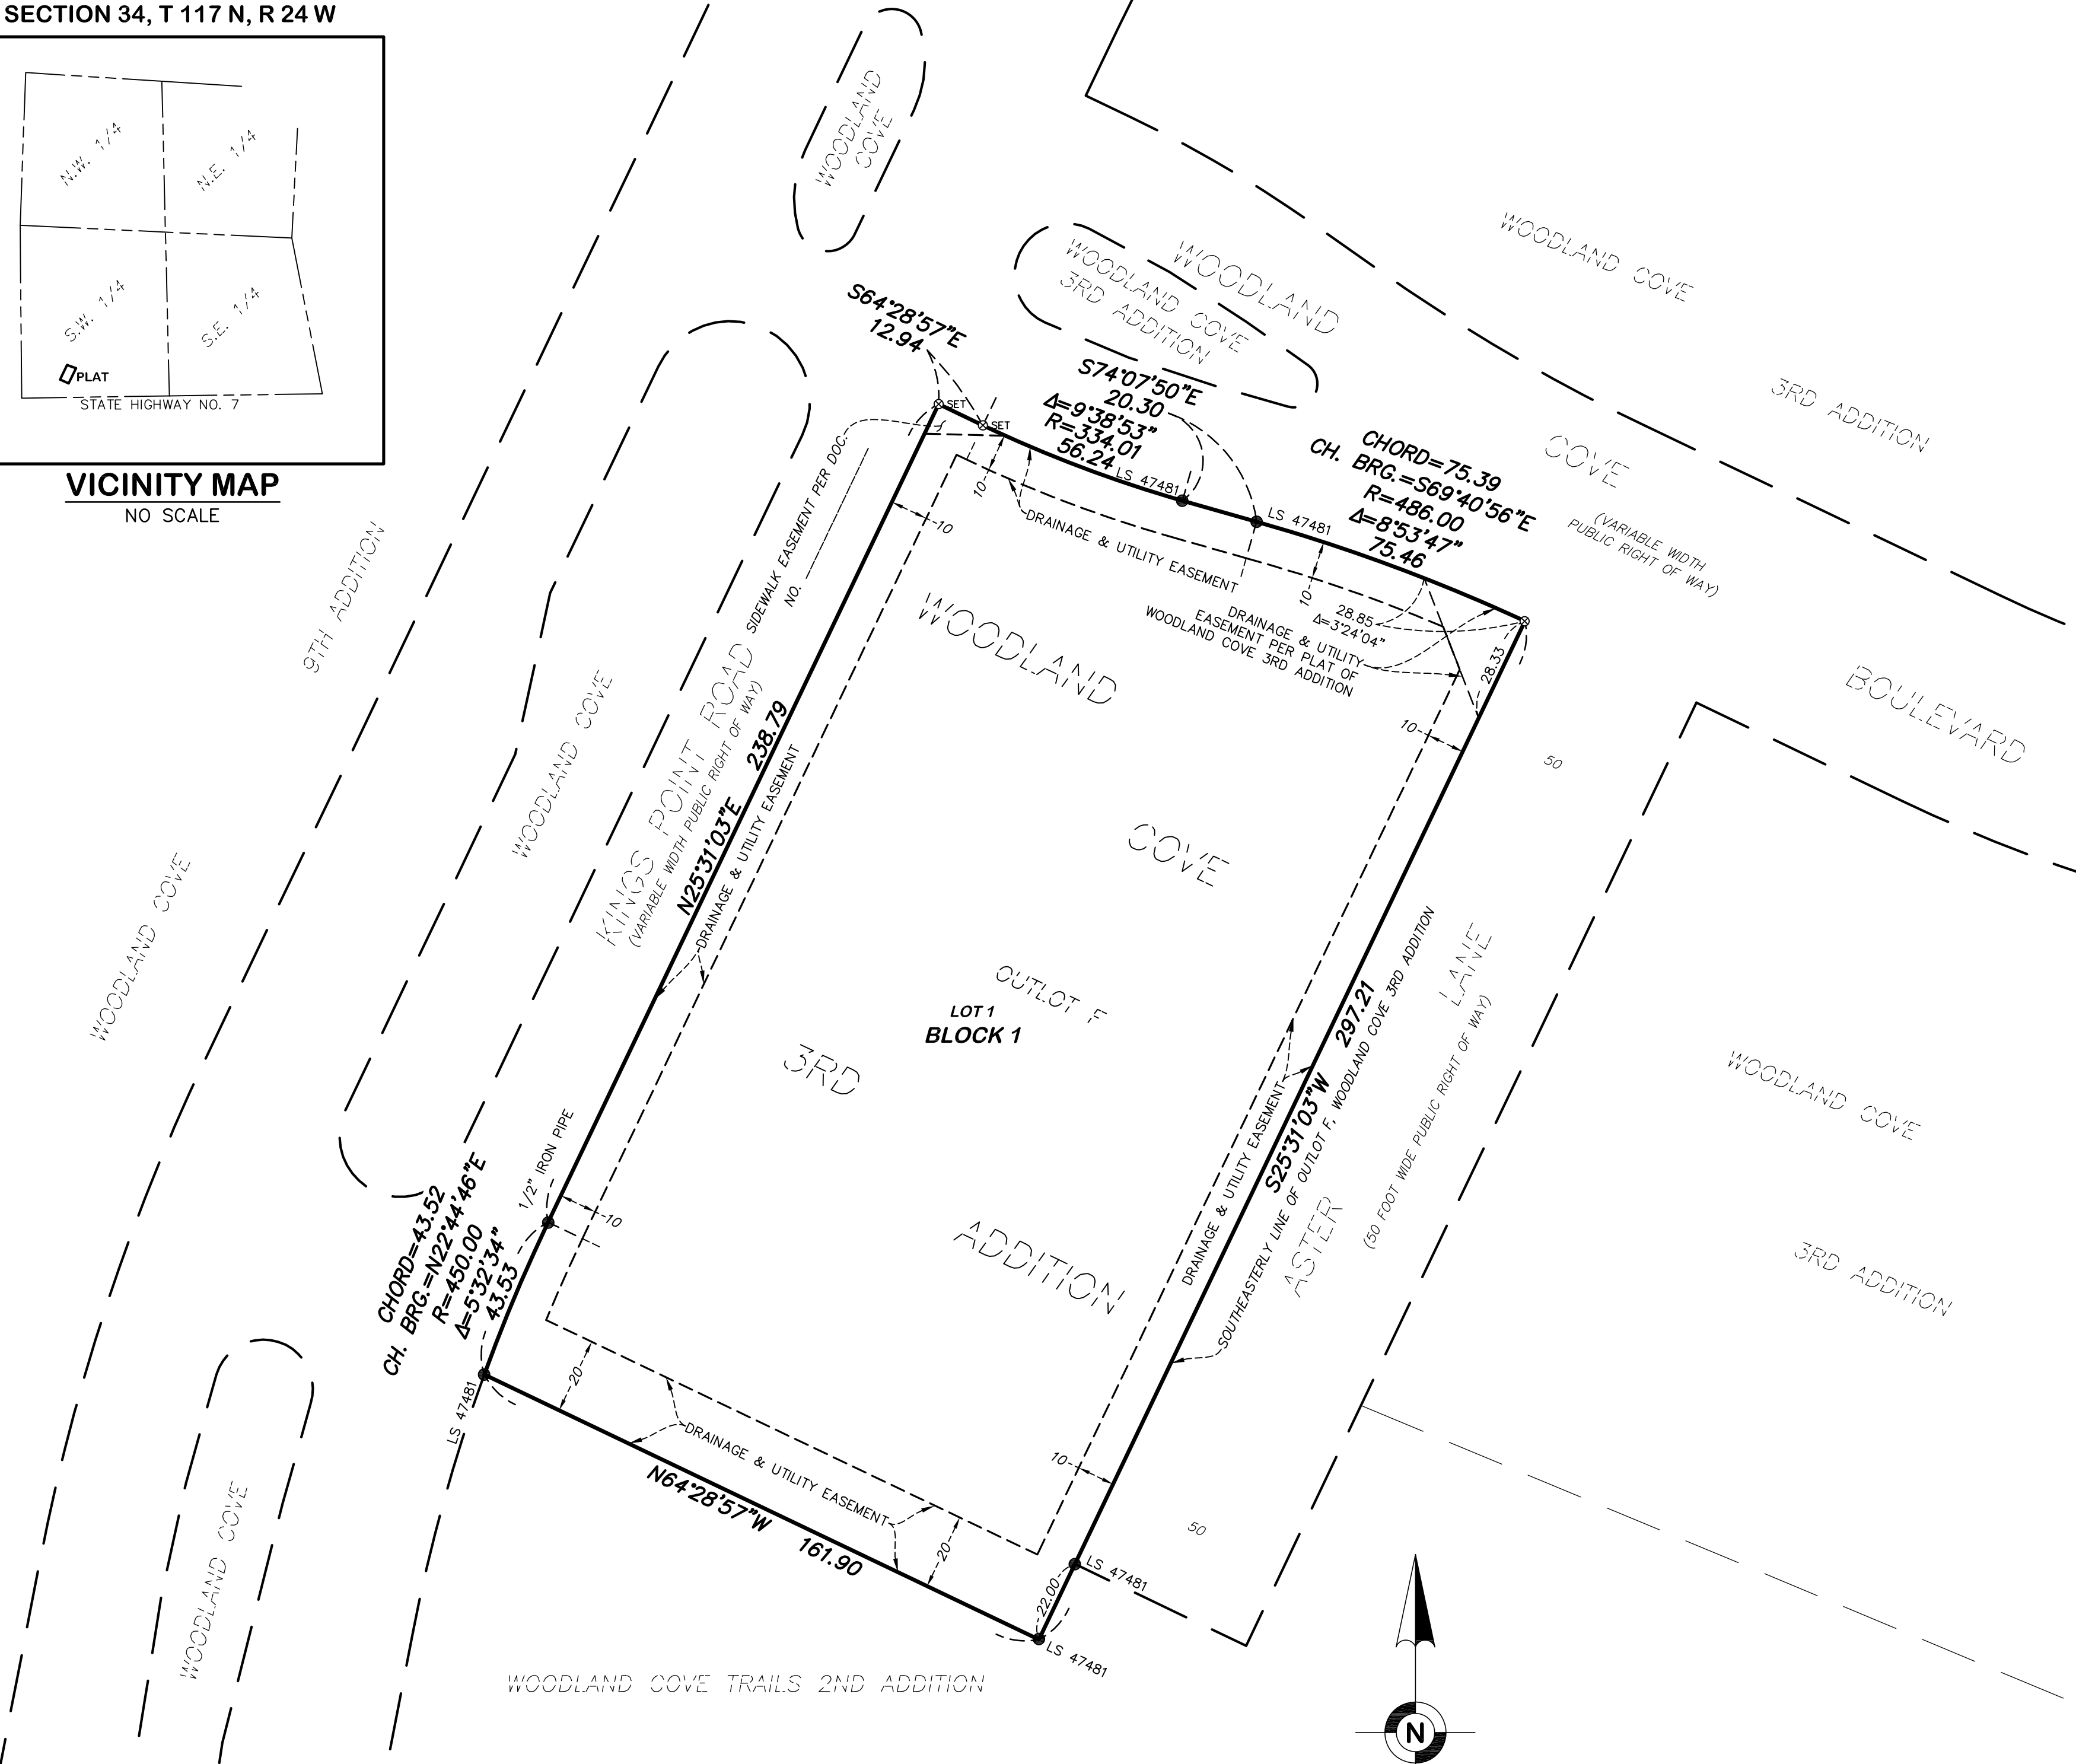 SECTION 34, T 117 N, R 24 W
N.W. 1/4
N.E. 1/4
S.W. 1/4
S.E. 1/4
PLAT
STATE HIGHWAY NO. 7
VICINITY MAP
NO SCALE
WOODLAND
COVE
WOODLAND COVE
3RD ADDITION
WOODLAND
COVE
BOULEVARD
(VARIABLE WIDTH
PUBLIC RIGHT OF WAY)
WOODLAND COVE
3RD ADDITION
S64°28'57"E
12.94
SET
SET
S74°07'50"E
20.30
Δ=9°38'53"
R=334.01
56.24
LS 47481
LS 47481
CHORD=75.39
CH. BRG.=S69°40'56"E
R=486.00
Δ=8°53'47"
75.46
10
DRAINAGE & UTILITY EASEMENT
10
28.85
Δ=3°24'04"
DRAINAGE & UTILITY
EASEMENT PER PLAT OF
WOODLAND COVE 3RD ADDITION
28.33
10
50
SIDEWALK EASEMENT PER DOC.
NO.
10
9TH ADDITION
WOODLAND COVE
WOODLAND COVE
KINGS POINT ROAD
(VARIABLE WIDTH PUBLIC RIGHT OF WAY)
N25°31'03"E 238.79
DRAINAGE & UTILITY EASEMENT
WOODLAND
COVE
OUTLOT F
LOT 1
BLOCK 1
3RD
ADDITION
S25°31'03"W 297.21
DRAINAGE & UTILITY EASEMENT
SOUTHEASTERLY LINE OF OUTLOT F, WOODLAND COVE 3RD ADDITION
ASTER LANE
(50 FOOT WIDE PUBLIC RIGHT OF WAY)
WOODLAND COVE
3RD ADDITION
1/2" IRON PIPE
10
CHORD=43.52
CH. BRG.=N22°44'46"E
R=450.00
Δ=5°32'34"
43.53
LS 47481
20
DRAINAGE & UTILITY EASEMENT
N64°28'57"W 161.90
20
10
22.00
LS 47481
LS 47481
50
WOODLAND COVE
WOODLAND COVE TRAILS 2ND ADDITION
N